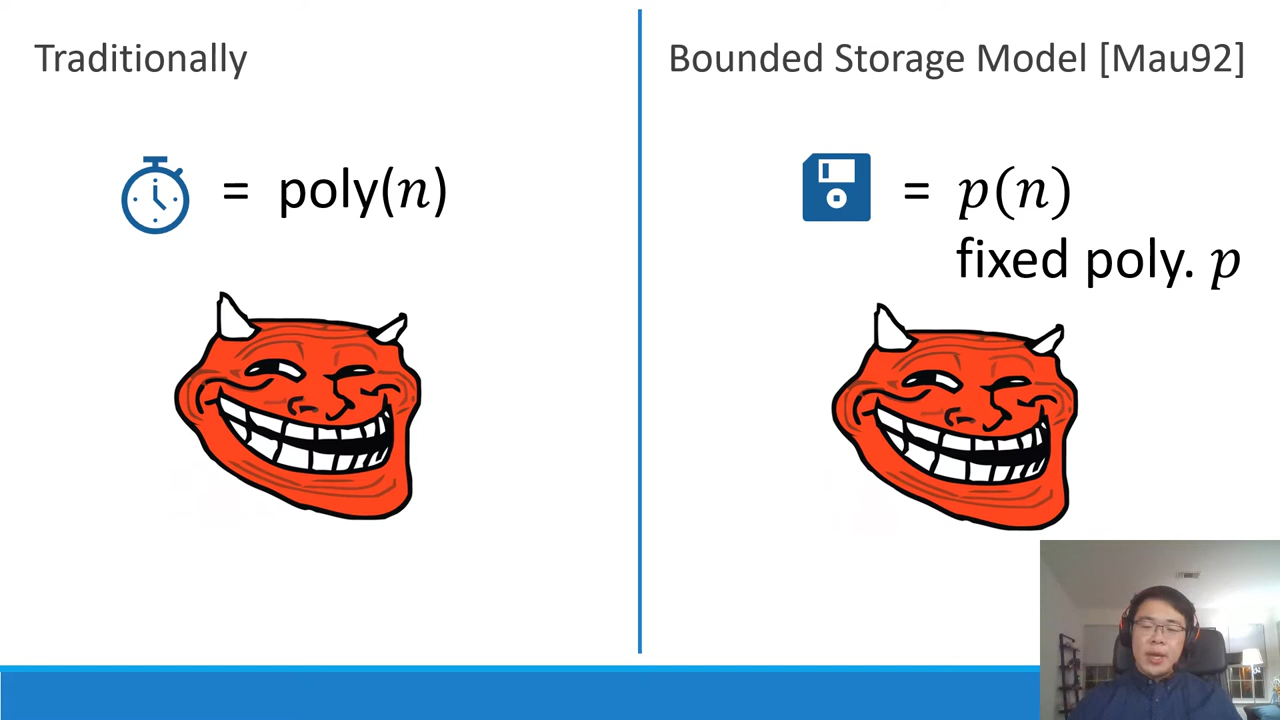 Traditionally
= poly(n)
Bounded Storage Model [Mau92]
= p(n)
fixed poly. p